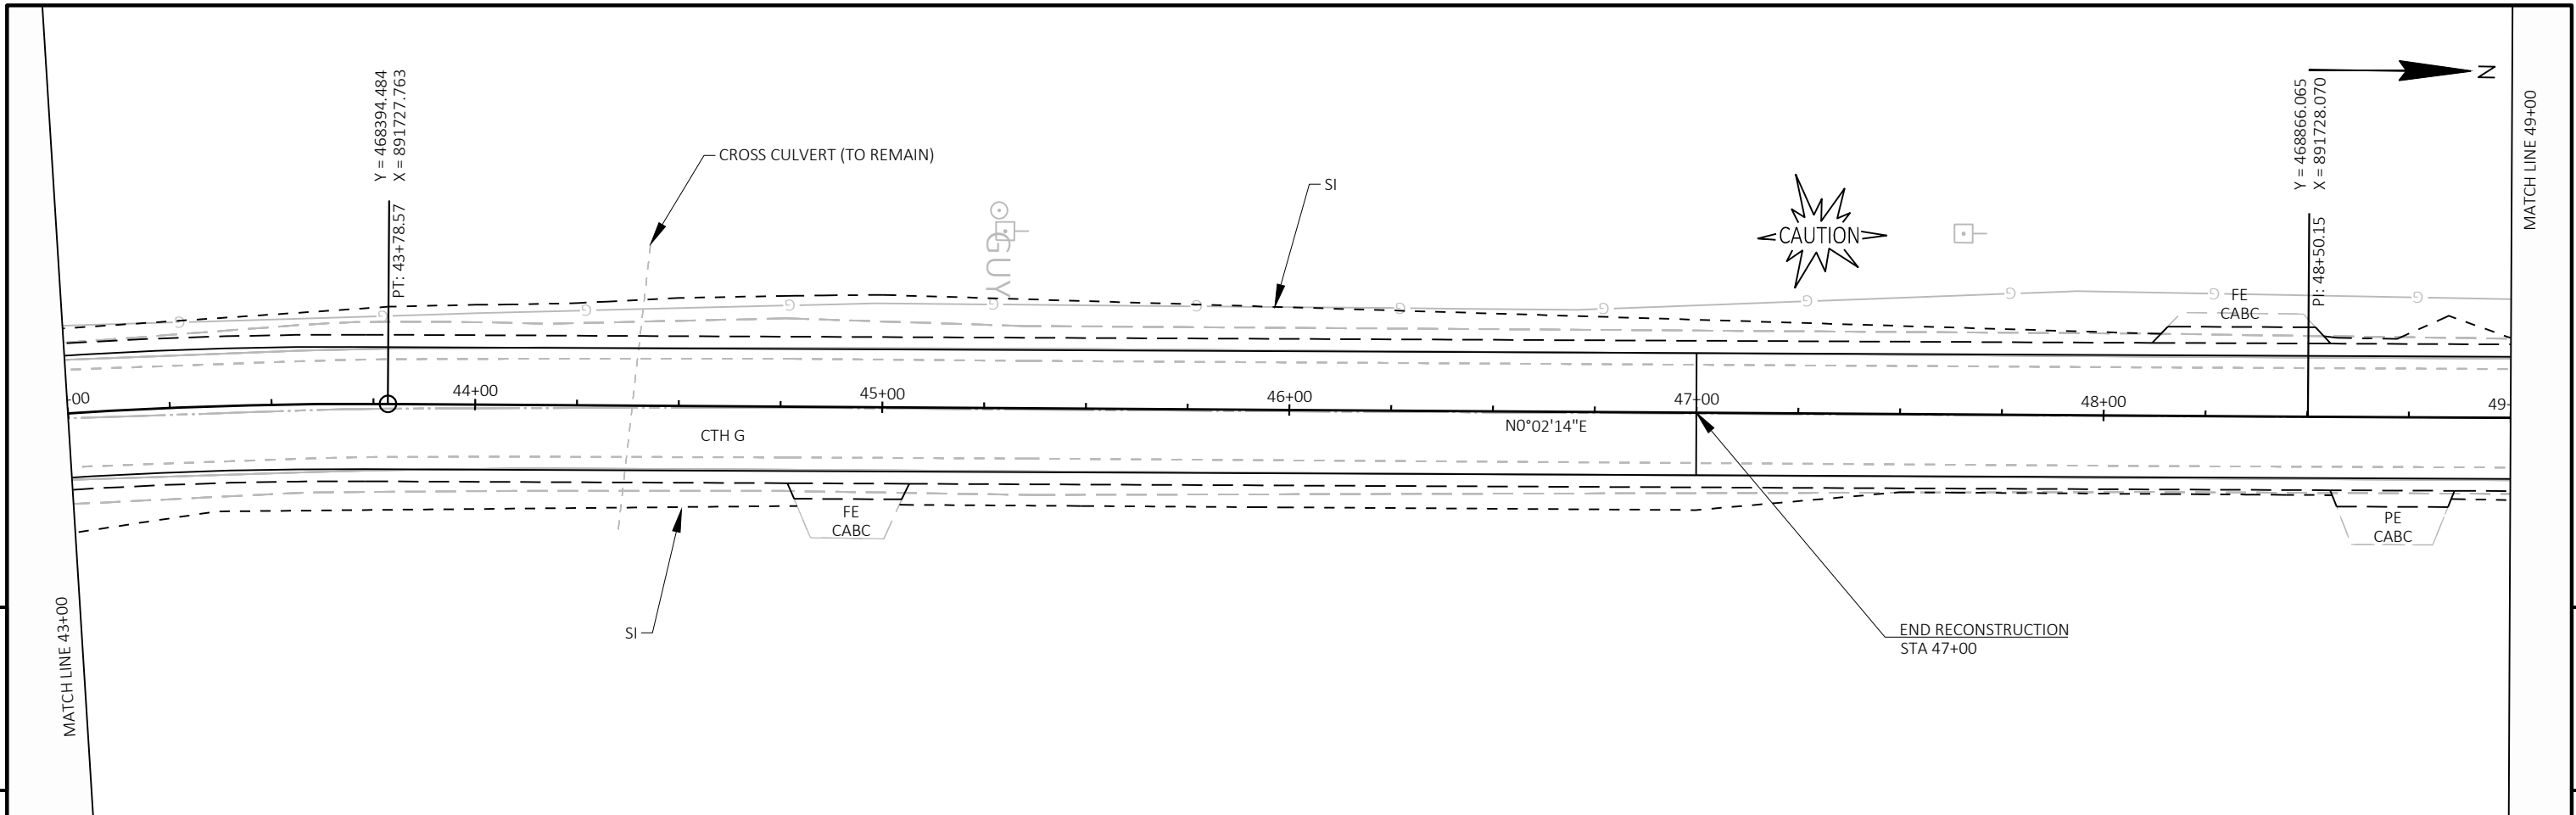 Y = 468394.484
X = 891727.763
PT: 43+78.57
CROSS CULVERT (TO REMAIN)
GUY
SI
CAUTION
Y = 468866.065
X = 891728.070
PI: 48+50.15
N
MATCH LINE 49+00
G G G G G G G G G G G G
FE
CABC
-00
44+00
45+00
46+00
47+00
48+00
49-
CTH G
N0°02'14"E
FE
CABC
PE
CABC
MATCH LINE 43+00
SI
END RECONSTRUCTION
STA 47+00